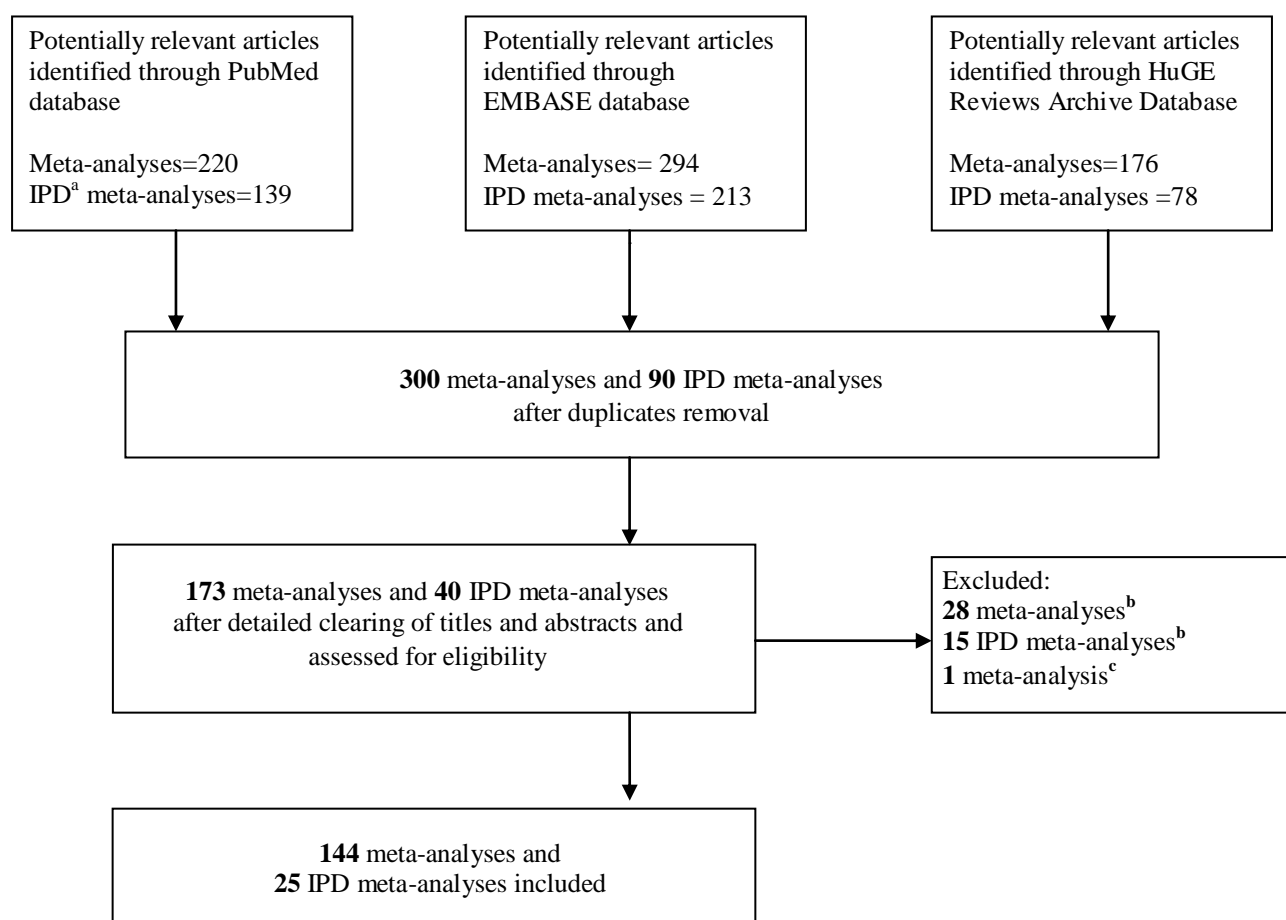 Potentially relevant articles
identified through PubMed
database
Meta-analyses=220
IPDa meta-analyses=139
Potentially relevant articles
identified through
EMBASE database
Meta-analyses= 294
IPD meta-analyses = 213
Potentially relevant articles
identified through HuGE
Reviews Archive Database
Meta-analyses=176
IPD meta-analyses =78
300 meta-analyses and 90 IPD meta-analyses
after duplicates removal
173 meta-analyses and 40 IPD meta-analyses
after detailed clearing of titles and abstracts and
assessed for eligibility
Excluded:
28 meta-analysesb
15 IPD meta-analysesb
1 meta-analysisc
144 meta-analyses and
25 IPD meta-analyses included